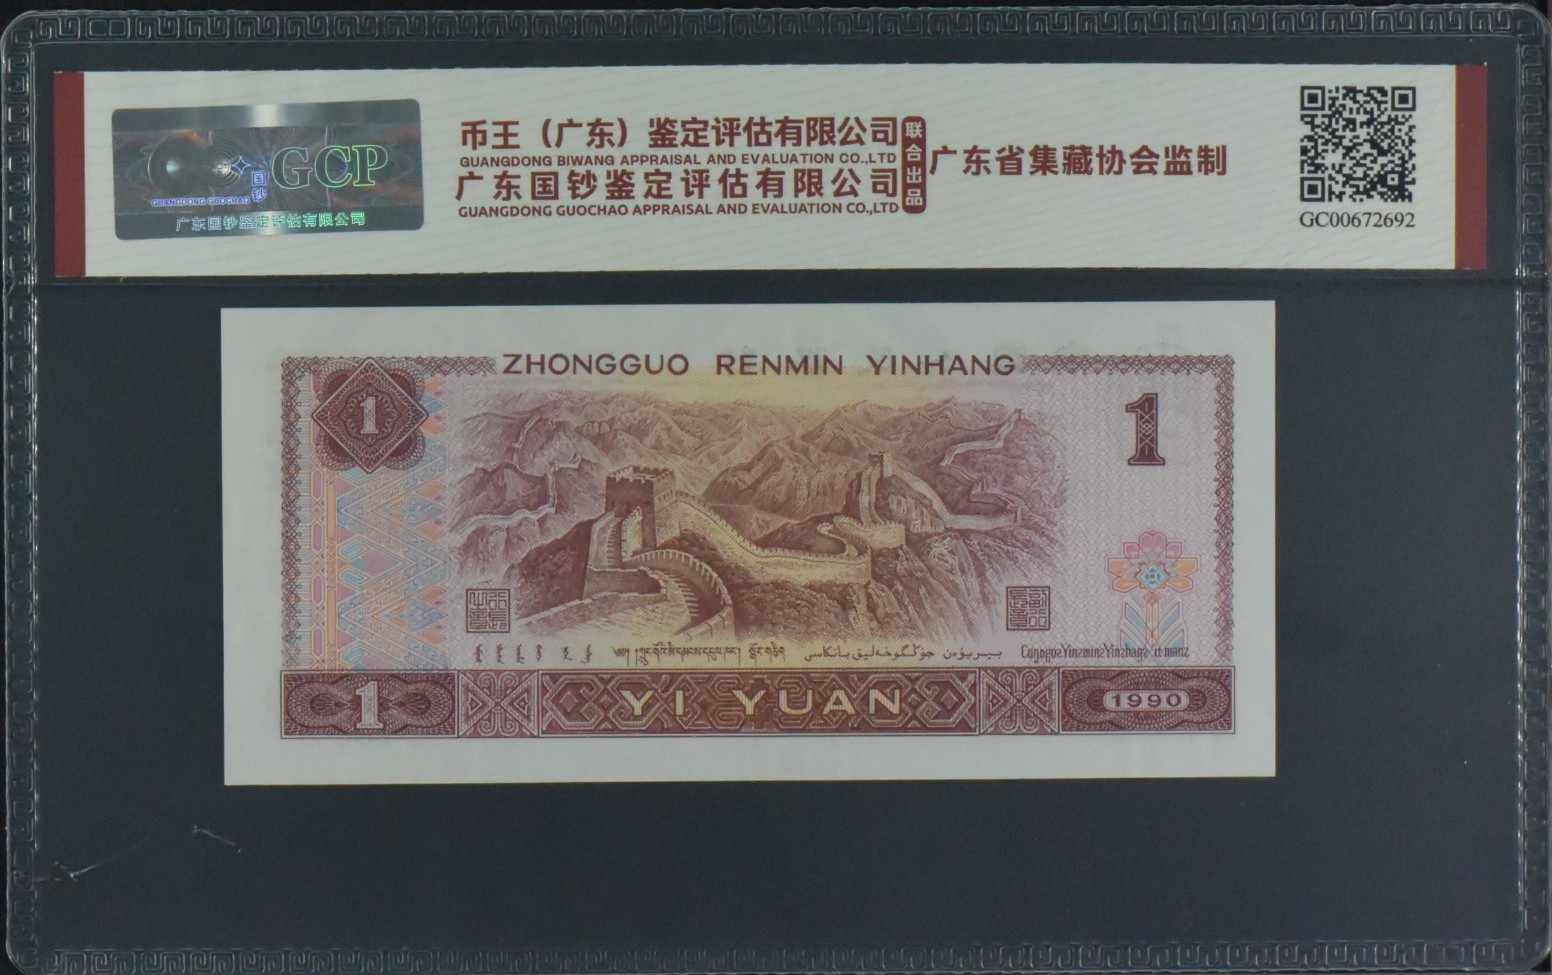 GCP
国钞
GUANGDONG GUOCHAO
广东国钞鉴定评估有限公司
币王（广东）鉴定评估有限公司
GUANGDONG BIWANG APPRAISAL AND EVALUATION CO.,LTD
广东国钞鉴定评估有限公司
GUANGDONG GUOCHAO APPRAISAL AND EVALUATION CO.,LTD
联合出品
广东省集藏协会监制
GC00672692
ZHONGGUO RENMIN YINHANG
1
1
1 YI YUAN 1990